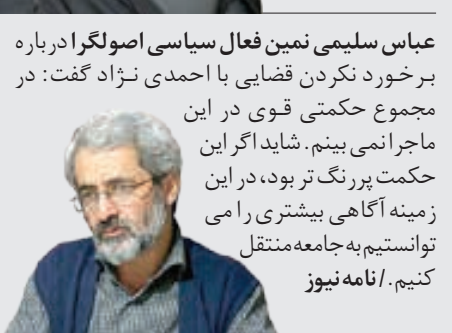 عباس سلیمی نمین فعال سیاسی اصولگرا درباره
برخورد نکردن قضایی با احمدی نژاد گفت: در
مجموع حکمتی قوی در این
ماجرا نمی بینم. شاید اگر این
حکمت پررنگ تر بود، در این
زمینه آگاهی بیشتری را می
توانستیم به جامعه منتقل
کنیم./ نامه نیوز